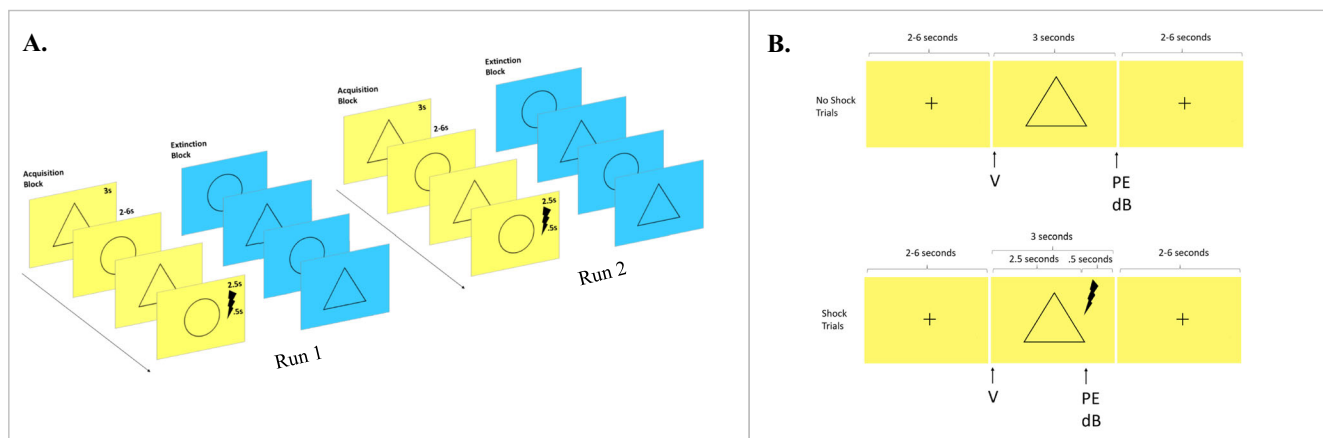 A.
Acquisition
Block
3s
2-6s
2.5s
.5s
Extinction
Block
Run 1
Acquisition
Block
3s
2-6s
2.5s
.5s
Extinction
Block
Run 2
B.
2-6 seconds
3 seconds
2-6 seconds
No Shock
Trials
V
PE
dB
3 seconds
2-6 seconds
2.5 seconds
.5 seconds
2-6 seconds
Shock
Trials
V
PE
dB